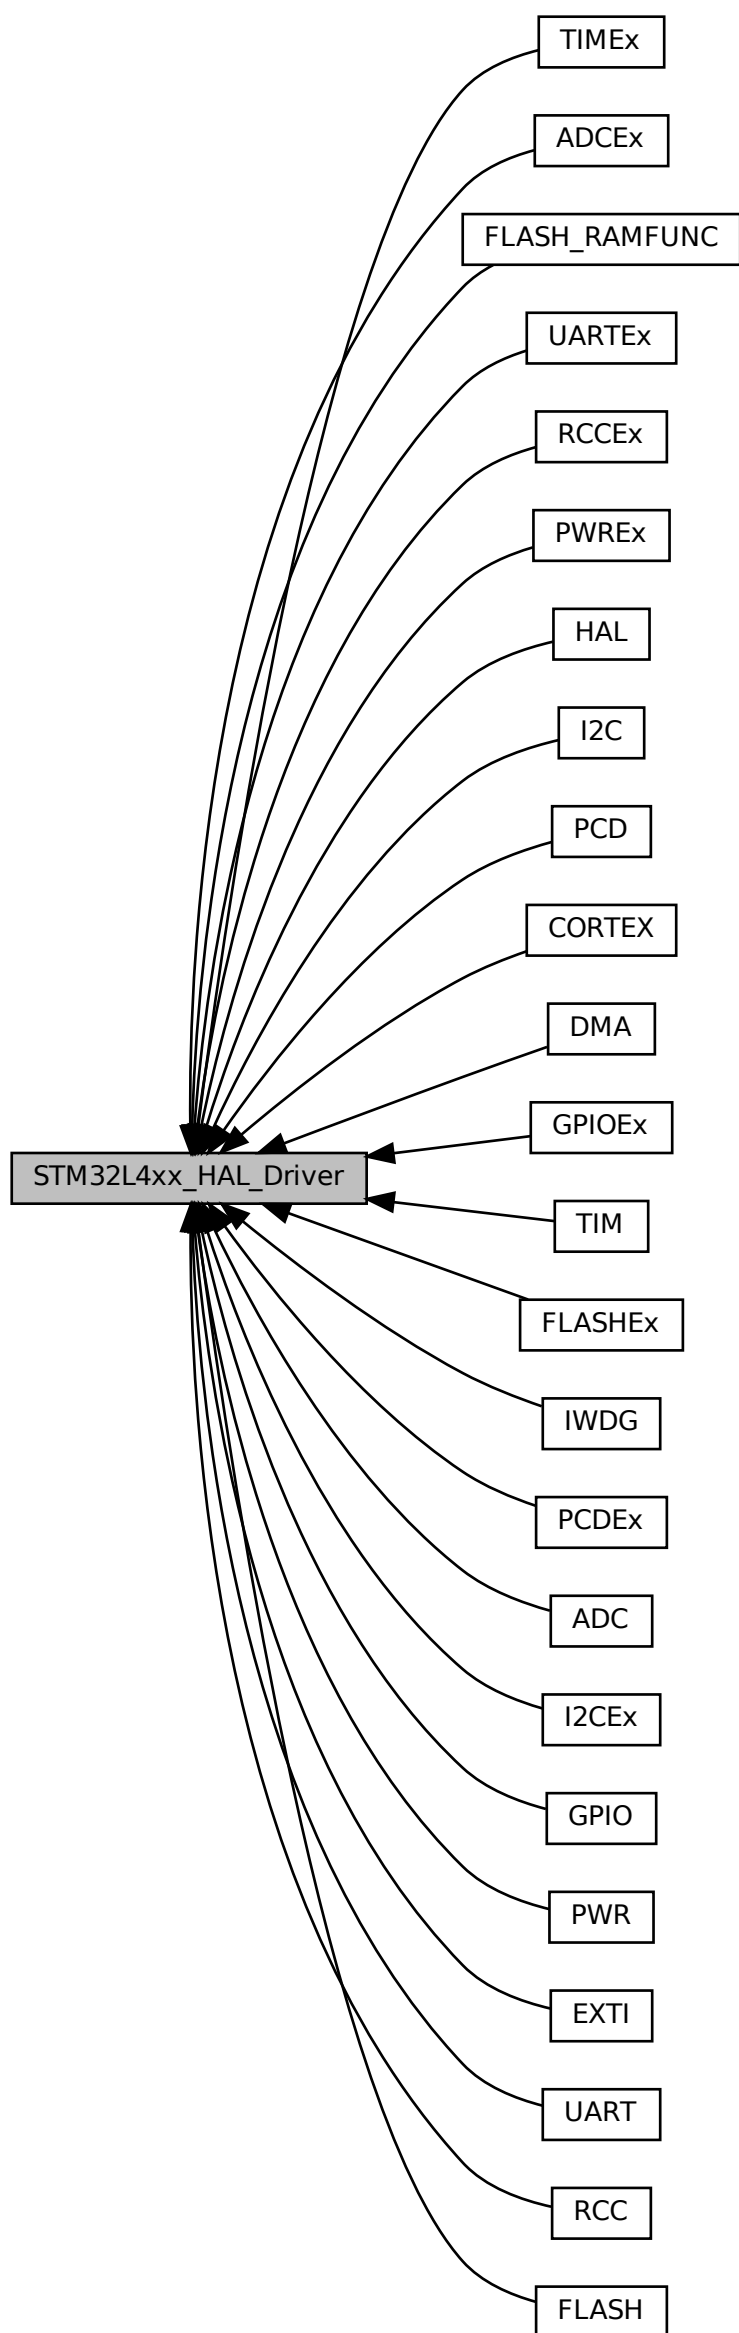 TIMEx
ADCEx
FLASH_RAMFUNC
UARTEx
RCCEx
PWREx
HAL
I2C
PCD
CORTEX
DMA
GPIOEx
STM32L4xx_HAL_Driver
TIM
FLASHEx
IWDG
PCDEx
ADC
I2CEx
GPIO
PWR
EXTI
UART
RCC
FLASH